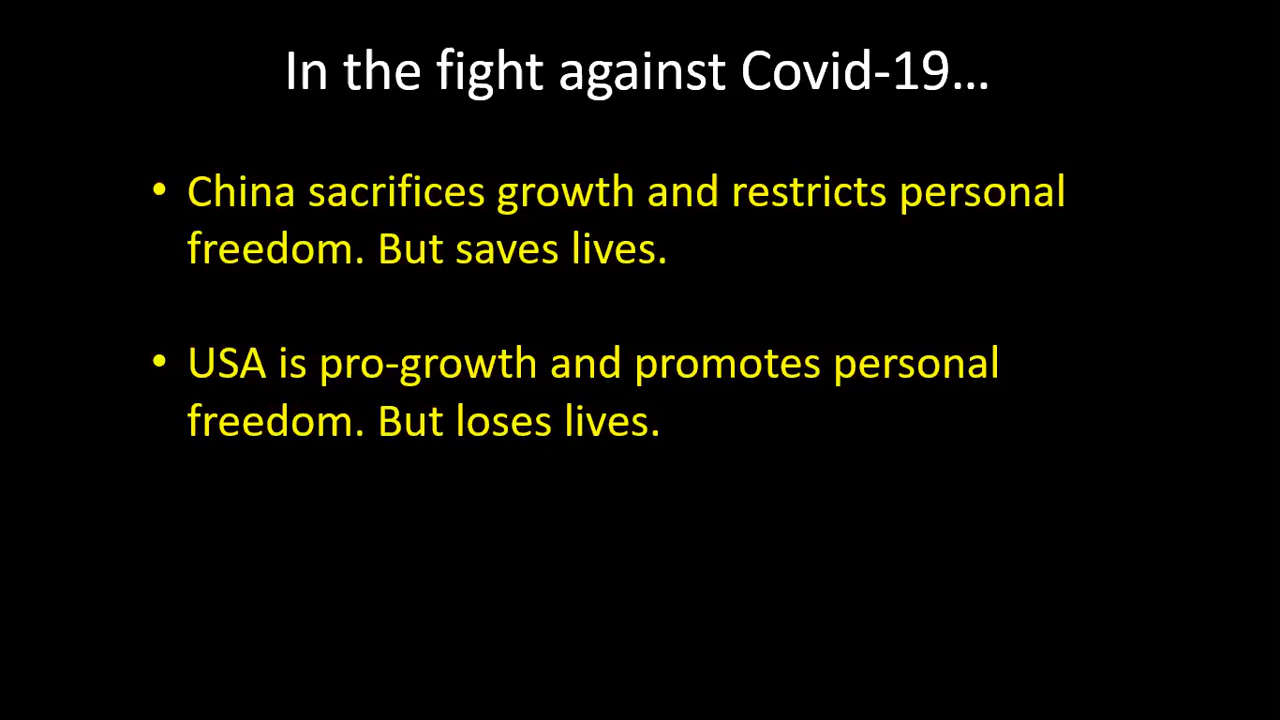 In the fight against Covid-19...
• China sacrifices growth and restricts personal
freedom. But saves lives.
• USA is pro-growth and promotes personal
freedom. But loses lives.